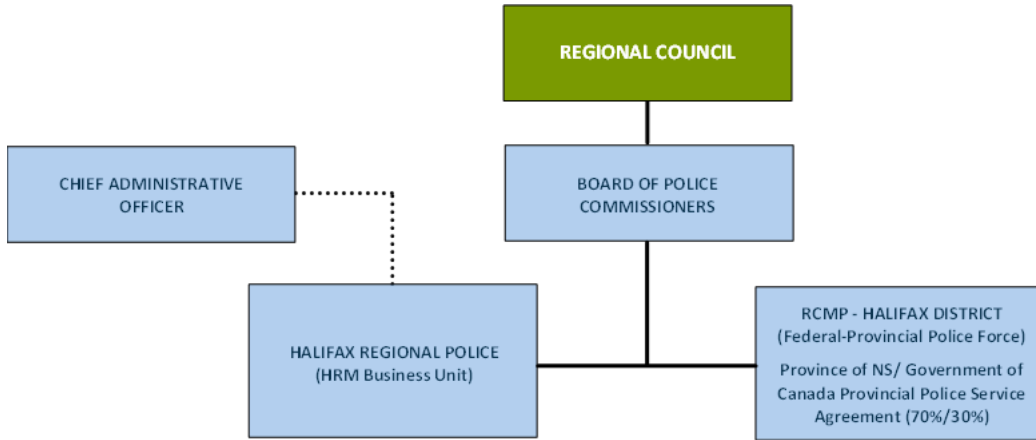 REGIONAL COUNCIL
CHIEF ADMINISTRATIVE
OFFICER
BOARD OF POLICE
COMMISSIONERS
HALIFAX REGIONAL POLICE
(HRM Business Unit)
RCMP - HALIFAX DISTRICT
(Federal-Provincial Police Force)
Province of NS/ Government of
Canada Provincial Police Service
Agreement (70%/30%)